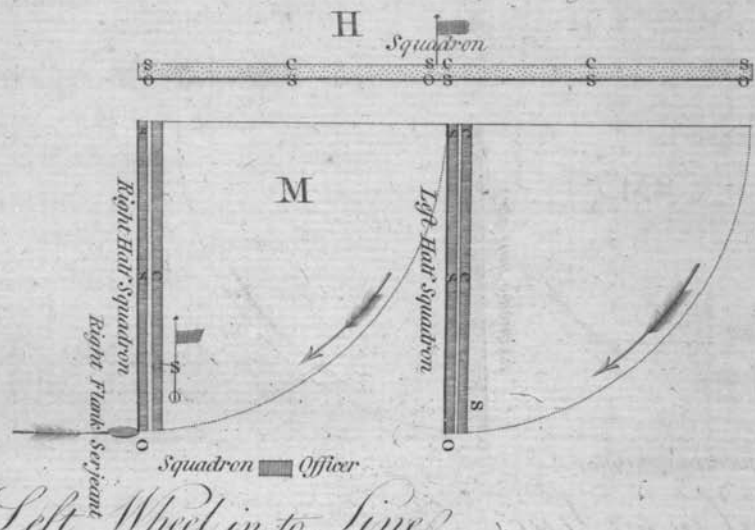 H
Squadron
S C S C C S
O S O S S O
M
Right Half Squadron
Left Half Squadron
Right Flank Serjeant
S
O
S
O
O
Squadron Officer
Left Wheel in to Line